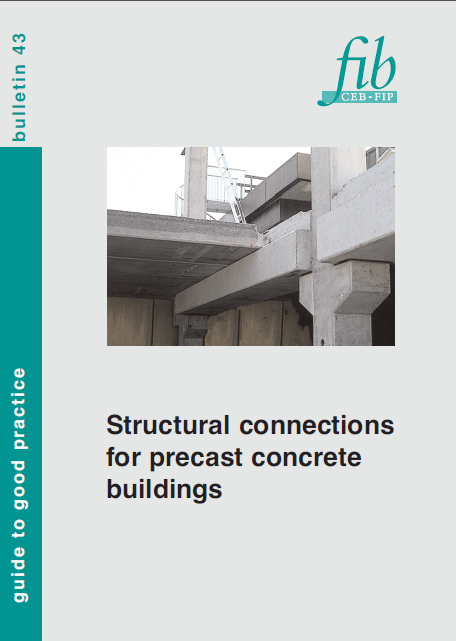 bulletin 43
fib
CEB • FIP
Structural connections
for precast concrete
buildings
guide to good practice